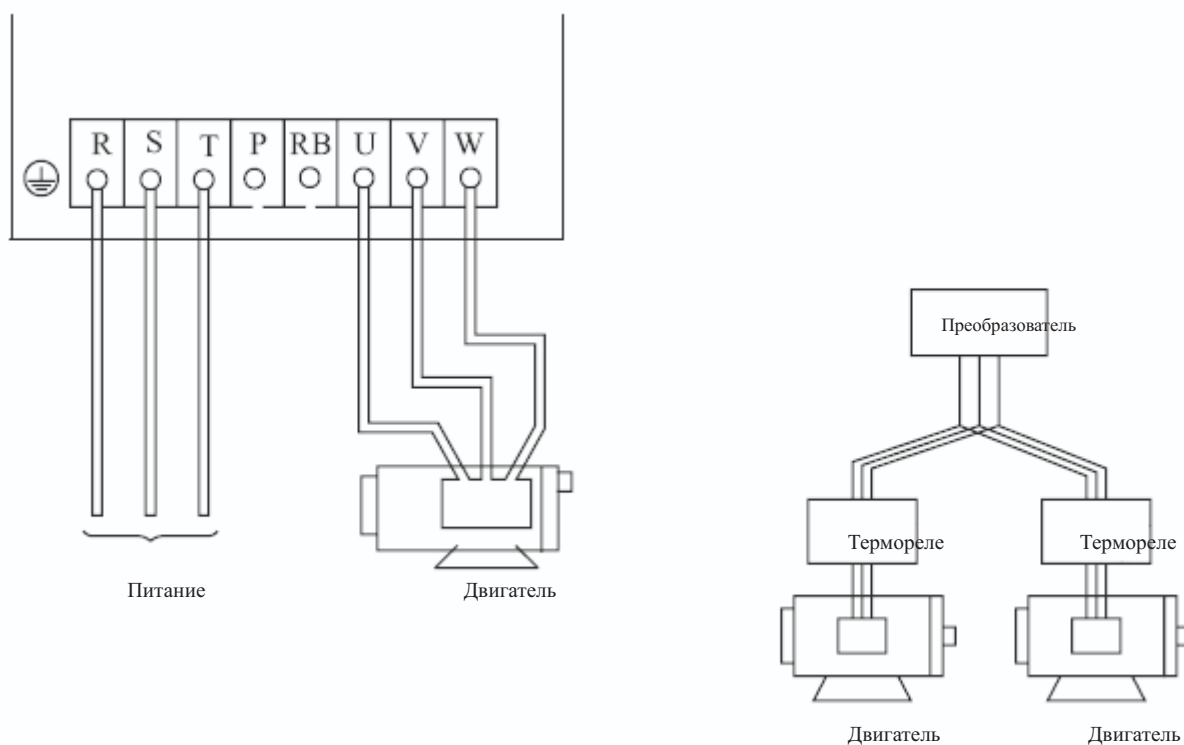 R S T P RB U V W
Питание
Двигатель
Преобразователь
Термореле
Термореле
Двигатель
Двигатель